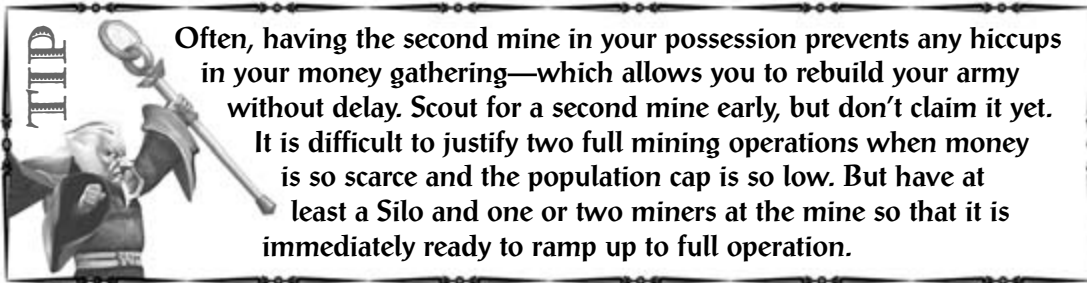 TIP
Often, having the second mine in your possession prevents any hiccups
in your money gathering—which allows you to rebuild your army
without delay. Scout for a second mine early, but don't claim it yet.
It is difficult to justify two full mining operations when money
is so scarce and the population cap is so low. But have at
least a Silo and one or two miners at the mine so that it is
immediately ready to ramp up to full operation.